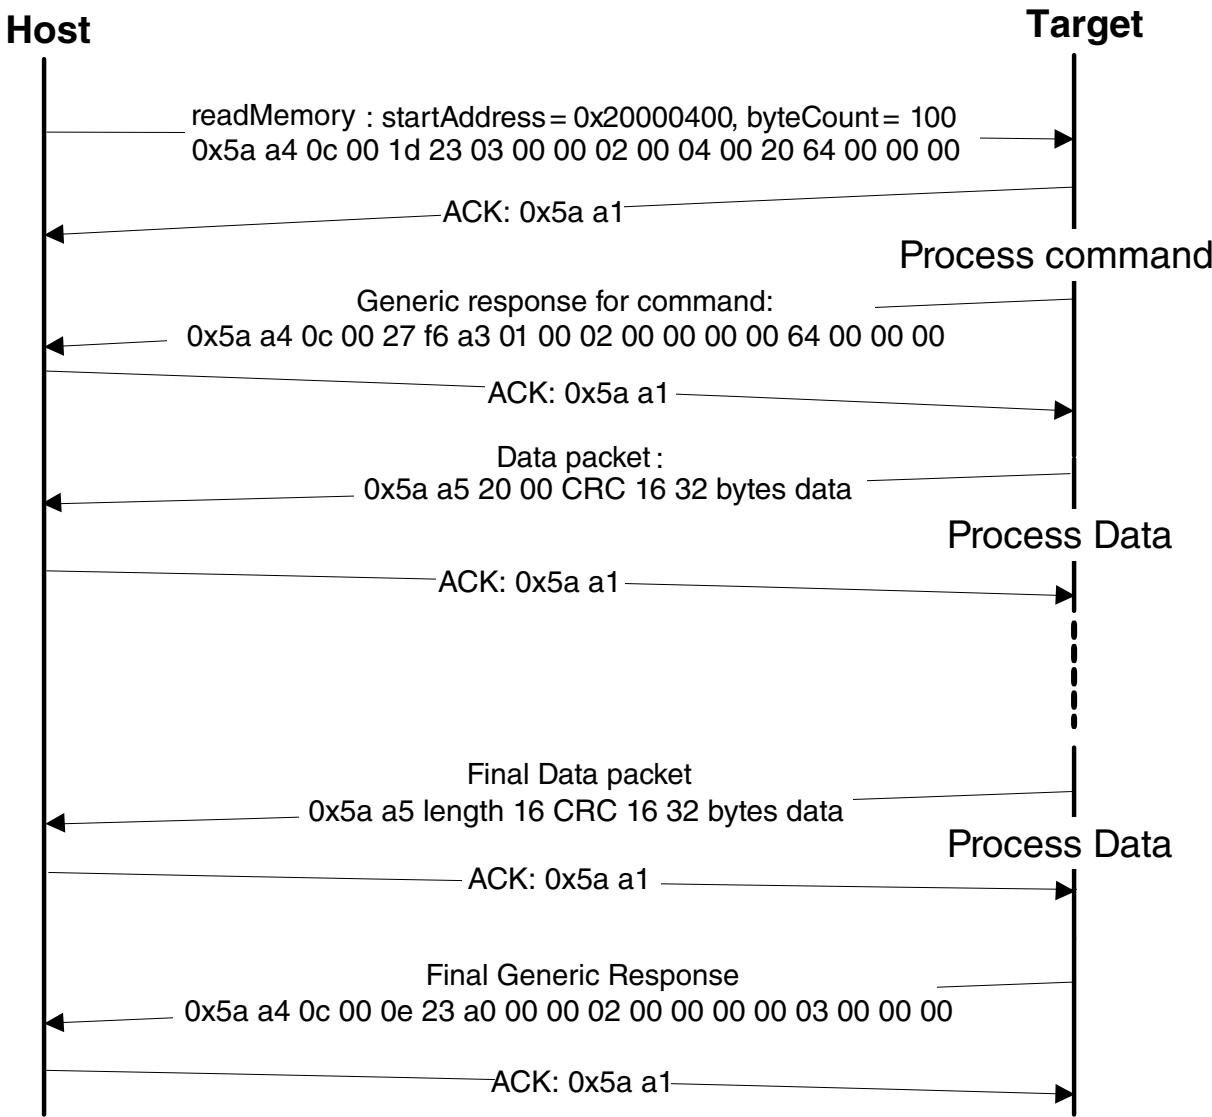 Host
Target
readMemory : startAddress = 0x20000400, byteCount = 100
0x5a a4 0c 00 1d 23 03 00 00 02 00 04 00 20 64 00 00 00
ACK: 0x5a a1
Process command
Generic response for command:
0x5a a4 0c 00 27 f6 a3 01 00 02 00 00 00 00 64 00 00 00
ACK: 0x5a a1
Data packet :
0x5a a5 20 00 CRC 16 32 bytes data
Process Data
ACK: 0x5a a1
Final Data packet
0x5a a5 length 16 CRC 16 32 bytes data
Process Data
ACK: 0x5a a1
Final Generic Response
0x5a a4 0c 00 0e 23 a0 00 00 02 00 00 00 00 03 00 00 00
ACK: 0x5a a1